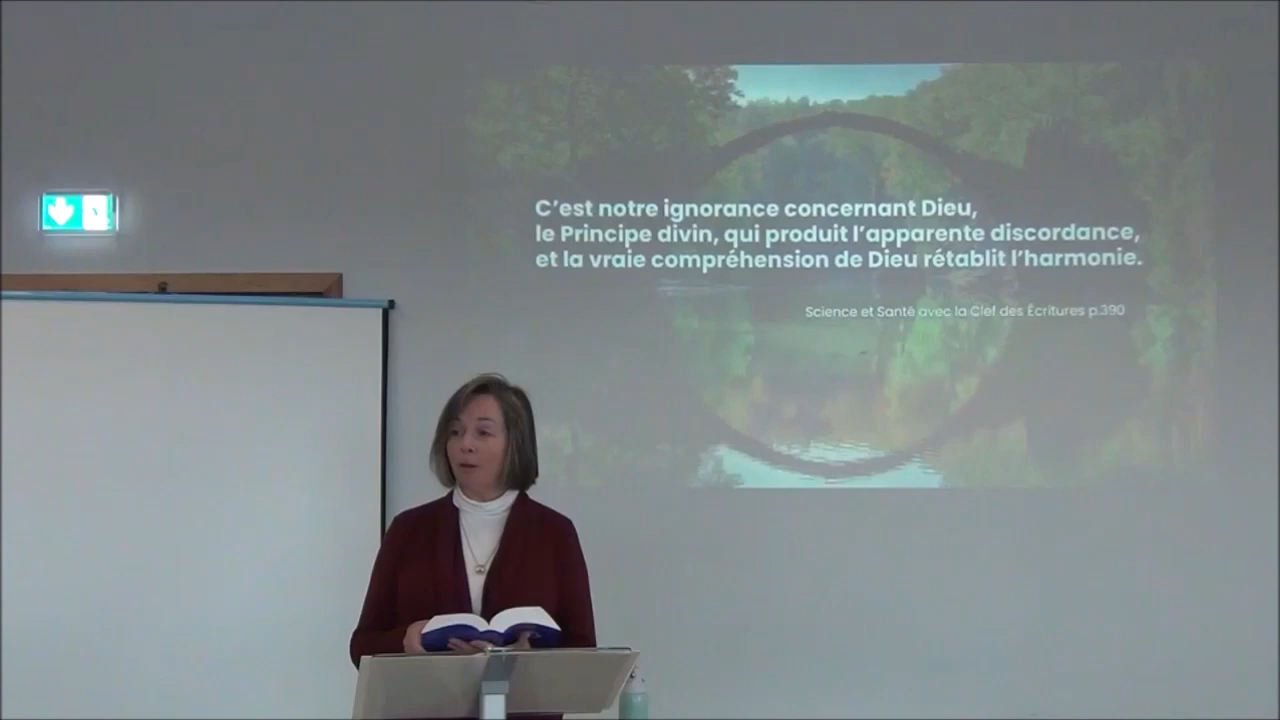 C’est notre ignorance concernant Dieu,
le Principe divin, qui produit l’apparente discordance,
et la vraie compréhension de Dieu rétablit l’harmonie.
Science et Santé avec la Clef des Écritures p.390